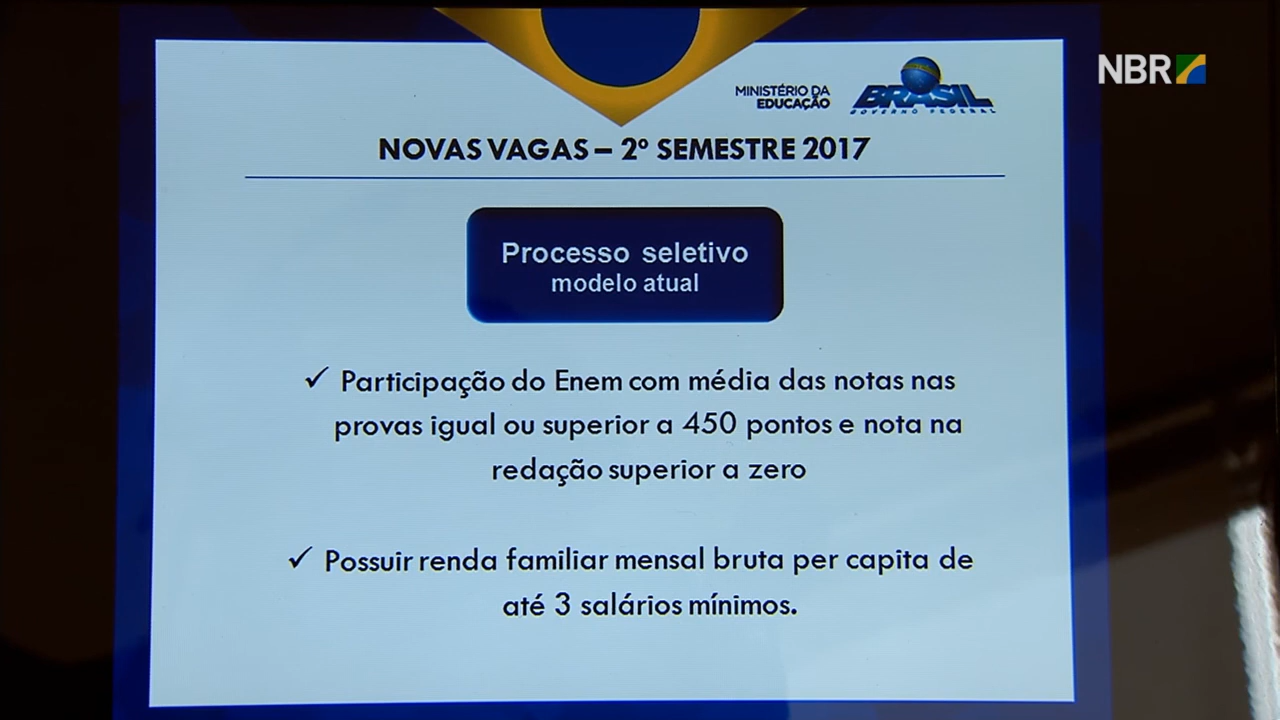 NBR
MINISTÉRIO DA
EDUCAÇÃO
BRASIL
GOVERNO FEDERAL
NOVAS VAGAS – 2º SEMESTRE 2017
Processo seletivo
modelo atual
✓ Participação do Enem com média das notas nas
provas igual ou superior a 450 pontos e nota na
redação superior a zero
✓ Possuir renda familiar mensal bruta per capita de
até 3 salários mínimos.